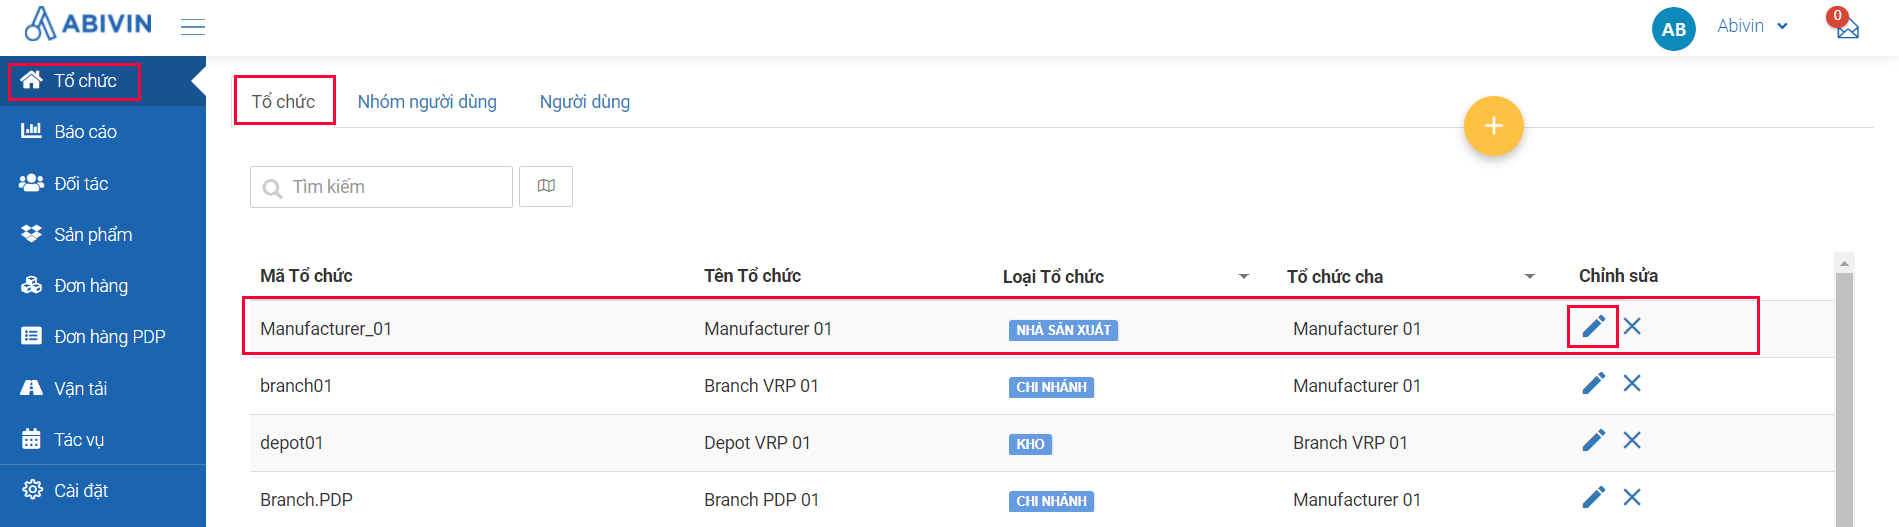 ABIVIN
AB
Abivin
0
Tổ chức
Báo cáo
Đối tác
Sản phẩm
Đơn hàng
Đơn hàng PDP
Vận tải
Tác vụ
Cài đặt
Tổ chức Nhóm người dùng Người dùng
+
Tìm kiếm
Mã Tổ chức Tên Tổ chức Loại Tổ chức Tổ chức cha Chỉnh sửa
Manufacturer_01 Manufacturer 01 NHÀ SẢN XUẤT Manufacturer 01
branch01 Branch VRP 01 CHI NHÁNH Manufacturer 01
depot01 Depot VRP 01 KHO Branch VRP 01
Branch.PDP Branch PDP 01 CHI NHÁNH Manufacturer 01